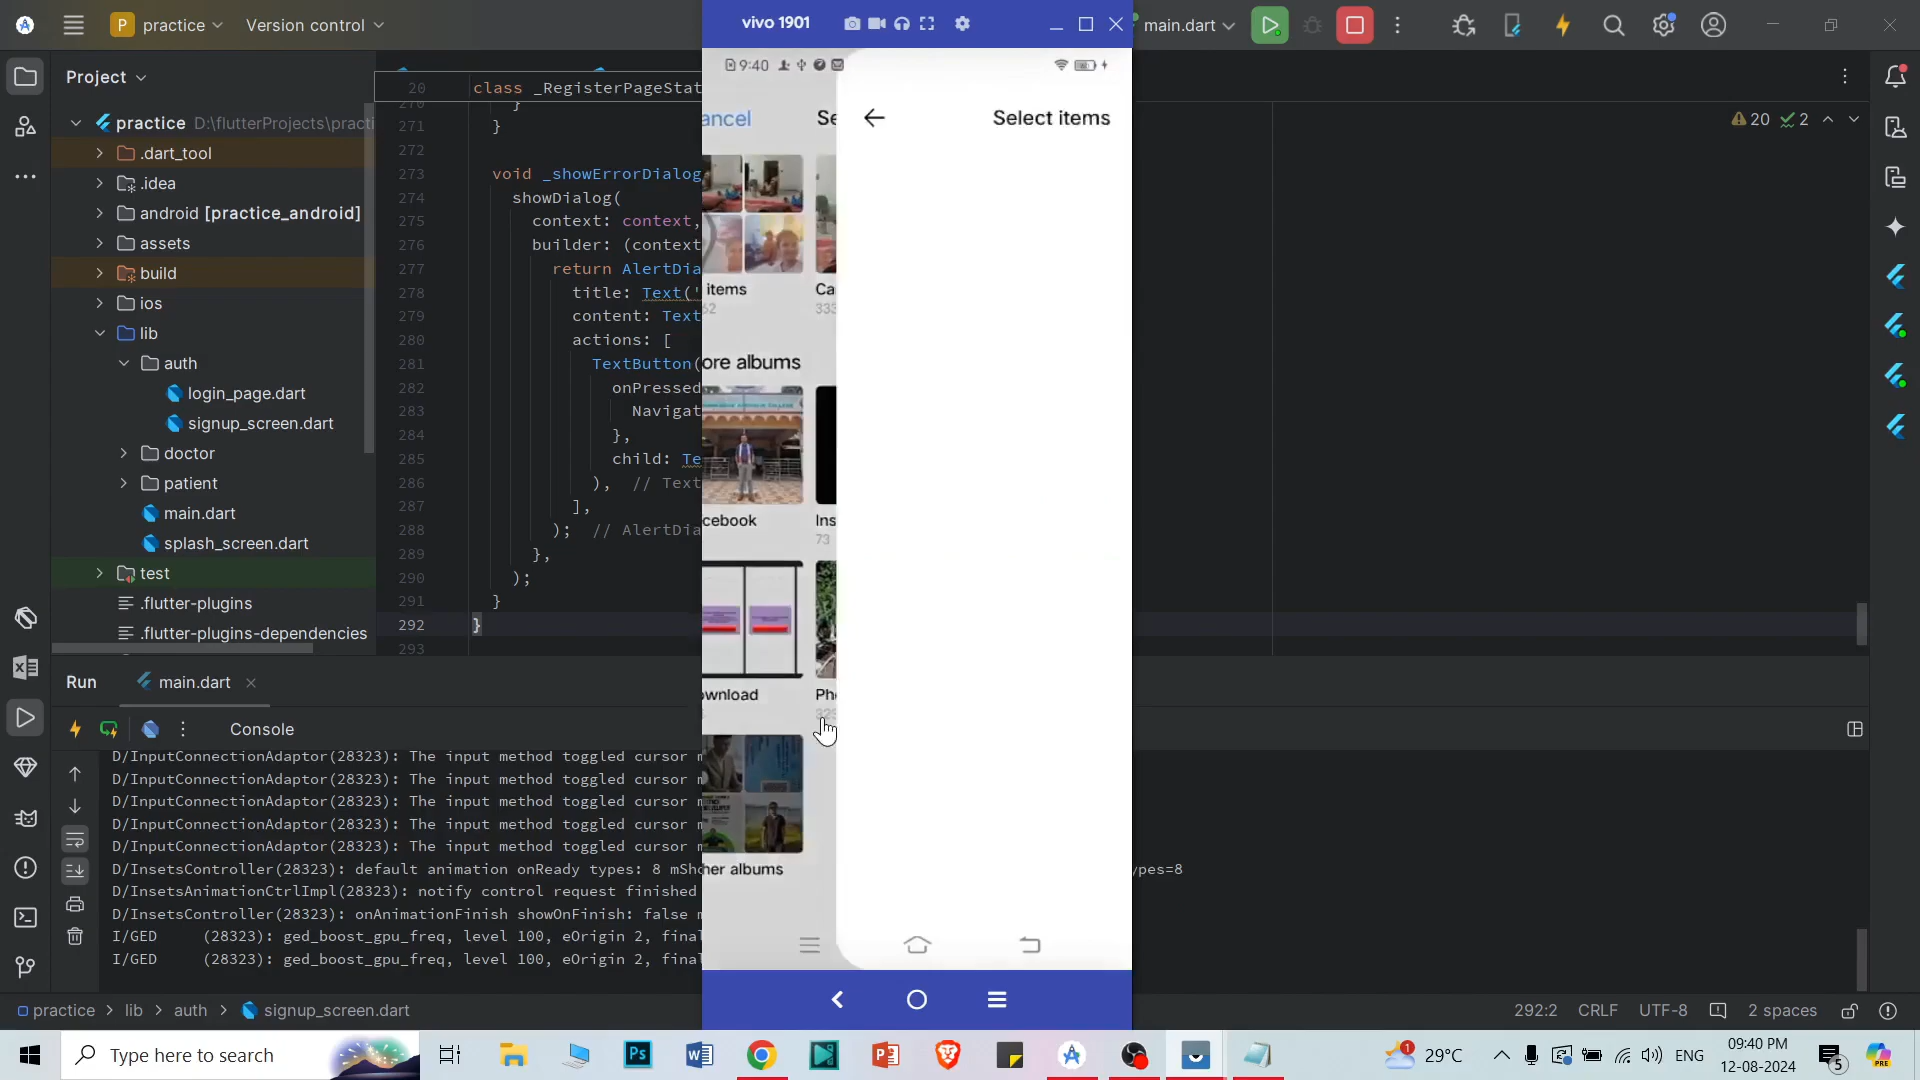 P practice Version control
vivo 1901
main.dart
Project
practice D:\flutterProjects\practi
.dart_tool
.idea
android [practice_android]
assets
build
ios
lib
auth
login_page.dart
signup_screen.dart
doctor
patient
main.dart
splash_screen.dart
test
.flutter-plugins
.flutter-plugins-dependencies
20 class _RegisterPageStat
270 }
271 }
272
273 void _showErrorDialog
274 showDialog(
275 context: context,
276 builder: (context
277 return AlertDia
278 title: Text('
279 content: Text
280 actions: [
281 TextButton(
282 onPressed
283 Navigat
284 },
285 child: Te
286 ), // Text
287 ],
288 ); // AlertDia
289 },
290 );
291 }
292 }
293
20 2
9:40
ancel Se
Select items
items Ca
62 333
ore albums
cebook Ins
73
ownload Ph
329
her albums
Run main.dart
Console
D/InputConnectionAdaptor(28323): The input method toggled cursor m
D/InputConnectionAdaptor(28323): The input method toggled cursor m
D/InputConnectionAdaptor(28323): The input method toggled cursor m
D/InputConnectionAdaptor(28323): The input method toggled cursor m
D/InputConnectionAdaptor(28323): The input method toggled cursor m
D/InsetsController(28323): default animation onReady types: 8 mSho ypes=8
D/InsetsAnimationCtrlImpl(28323): notify control request finished
D/InsetsController(28323): onAnimationFinish showOnFinish: false m
I/GED (28323): ged_boost_gpu_freq, level 100, eOrigin 2, final
I/GED (28323): ged_boost_gpu_freq, level 100, eOrigin 2, final
practice > lib > auth > signup_screen.dart
292:2 CRLF UTF-8 2 spaces
Type here to search
29°C
ENG
09:40 PM
12-08-2024